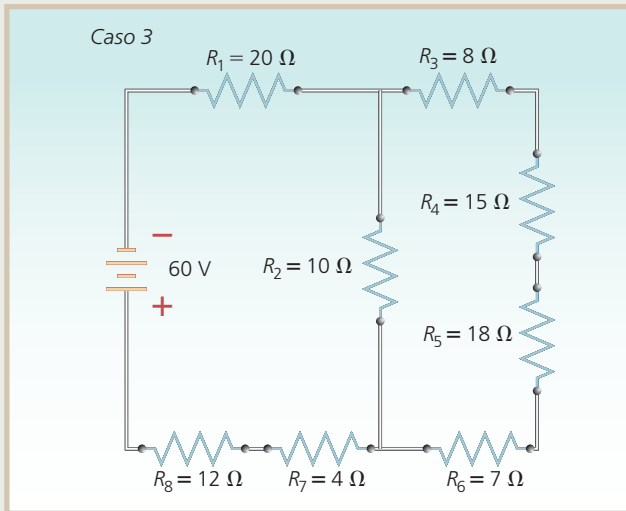 Caso 3
R₁ = 20 Ω
R₃ = 8 Ω
R₄ = 15 Ω
−
60 V
R₂ = 10 Ω
+
R₅ = 18 Ω
R₈ = 12 Ω
R₇ = 4 Ω
R₆ = 7 Ω